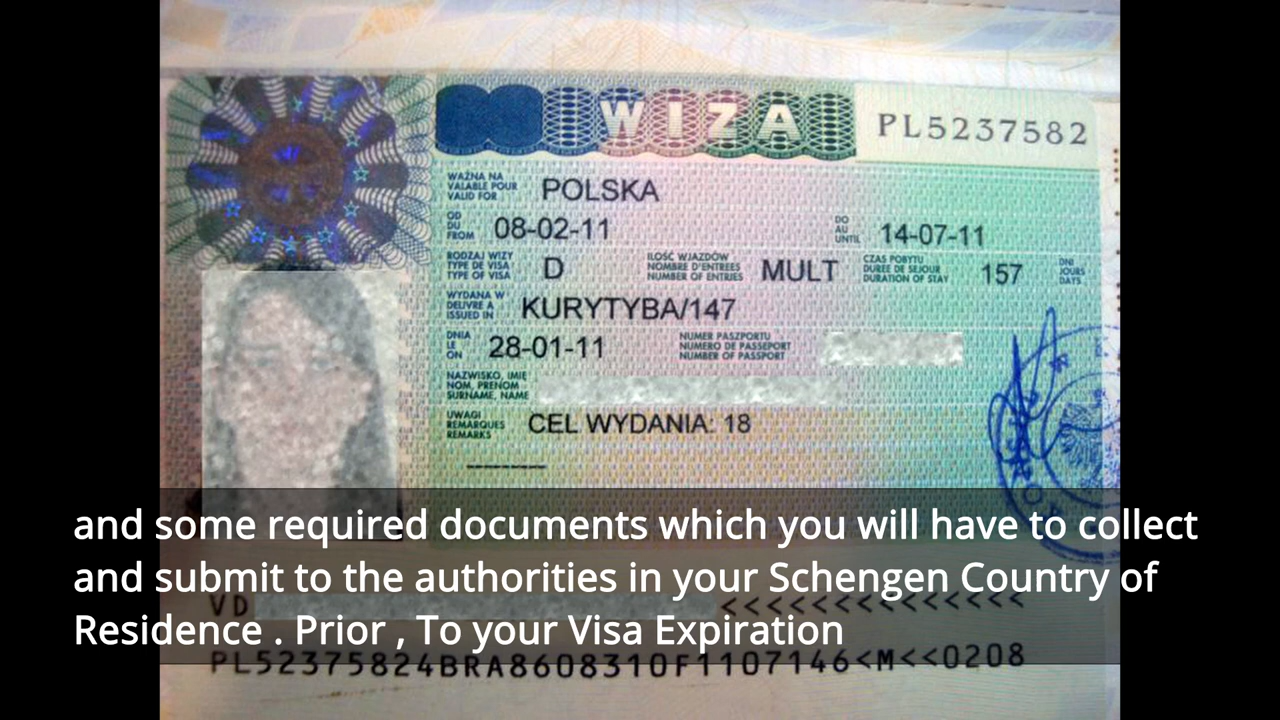 WIZA
PL5237582
WAŻNA NA
VALABLE POUR
VALID FOR
POLSKA
OD
DU
FROM
08-02-11
DO
AU
UNTIL
14-07-11
RODZAJ WIZY
TYPE DE VISA
TYPE OF VISA
D
ILOŚĆ WJAZDÓW
NOMBRE D'ENTREES
NUMBER OF ENTRIES
MULT
CZAS POBYTU
DUREE DE SEJOUR
DURATION OF STAY
157
DNI
JOURS
DAYS
WYDANA W
DELIVRE A
ISSUED IN
KURYTYBA/147
DNIA
LE
ON
28-01-11
NUMER PASZPORTU
NUMERO DE PASSEPORT
NUMBER OF PASSPORT
NAZWISKO, IMIE
NOM, PRENOM
SURNAME, NAME
UWAGI
REMARQUES
REMARKS
CEL WYDANIA: 18
and some required documents which you will have to collect
and submit to the authorities in your Schengen Country of
Residence . Prior , To your Visa Expiration
VD <<<<<<<<<<<<<<
PL52375824BRA8608310F1107146<M<<0208